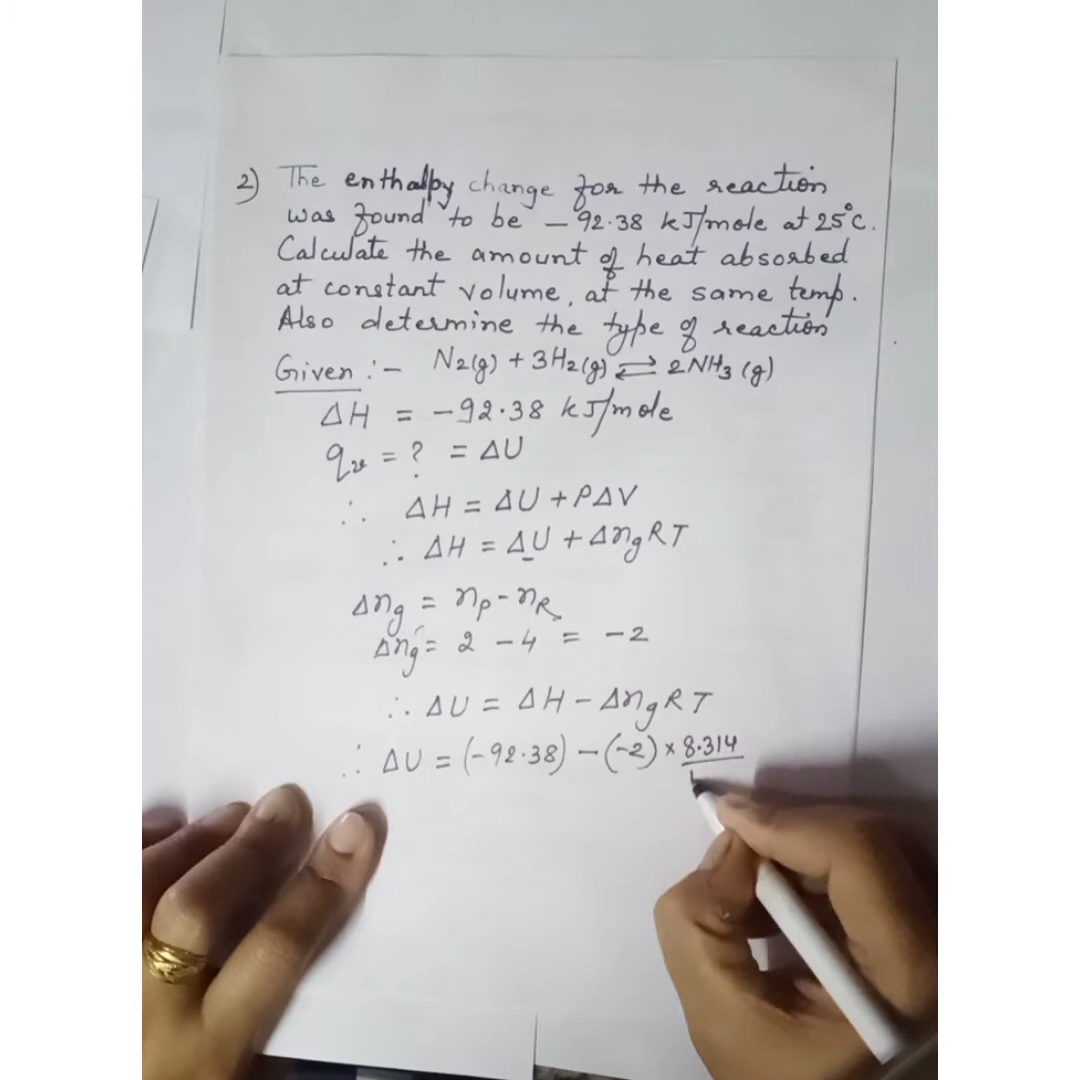 2) The enthalpy change for the reaction
was found to be -92.38 kJ/mole at 25°c.
Calculate the amount of heat absorbed
at constant volume, at the same temp.
Also determine the type of reaction
Given :- N2(g) + 3H2(g) ⇌ 2NH3(g)
ΔH = -92.38 kJ/mole
qv = ? = ΔU
∴ ΔH = ΔU + PΔV
∴ ΔH = ΔU + ΔngRT
Δng = nP - nR
Δng = 2 - 4 = -2
∴ ΔU = ΔH - ΔngRT
∴ ΔU = (-92.38) - (-2) × 8.314